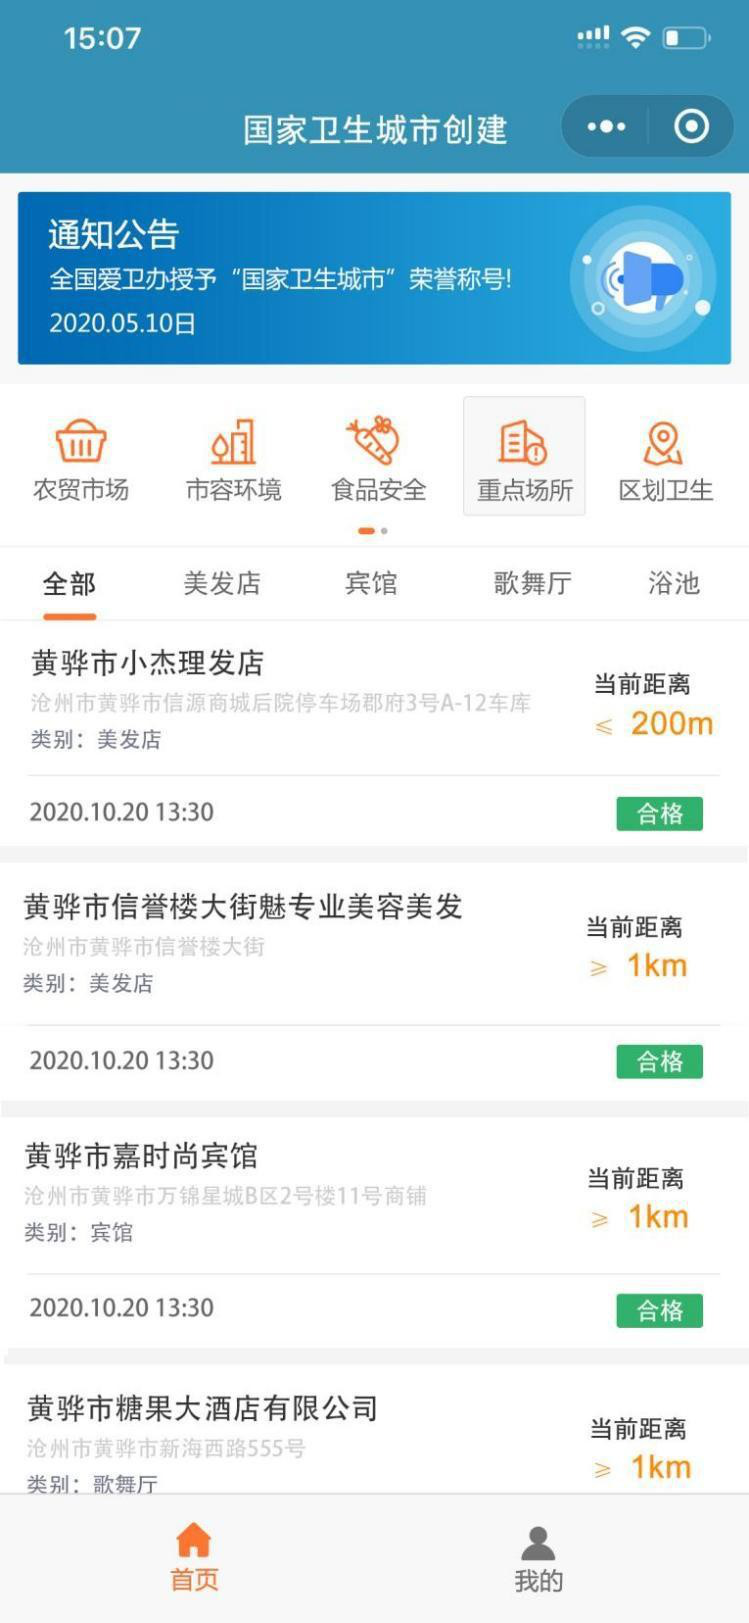 15:07
国家卫生城市创建
通知公告
全国爱卫办授予“国家卫生城市”荣誉称号!
2020.05.10日
农贸市场 市容环境 食品安全 重点场所 区划卫生
全部 美发店 宾馆 歌舞厅 浴池
黄骅市小杰理发店
沧州市黄骅市信源商城后院停车场郡府3号A-12车库
类别：美发店
当前距离
≤ 200m
2020.10.20 13:30 合格
黄骅市信誉楼大街魅专业美容美发
沧州市黄骅市信誉楼大街
类别：美发店
当前距离
≥ 1km
2020.10.20 13:30 合格
黄骅市嘉时尚宾馆
沧州市黄骅市万锦星城B区2号楼11号商铺
类别：宾馆
当前距离
≥ 1km
2020.10.20 13:30 合格
黄骅市糖果大酒店有限公司
沧州市黄骅市新海西路555号
类别：歌舞厅
当前距离
≥ 1km
首页 我的